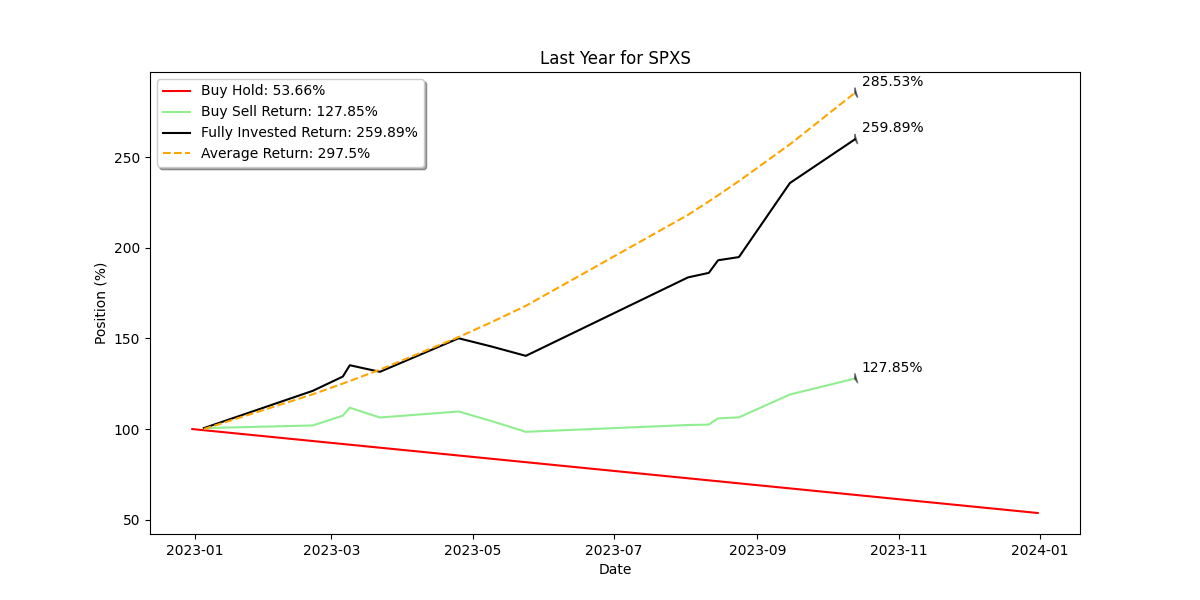 Last Year for SPXS
Buy Hold: 53.66%
Buy Sell Return: 127.85%
Fully Invested Return: 259.89%
Average Return: 297.5%
285.53%
259.89%
127.85%
Position (%)
250
200
150
100
50
2023-01
2023-03
2023-05
2023-07
2023-09
2023-11
2024-01
Date